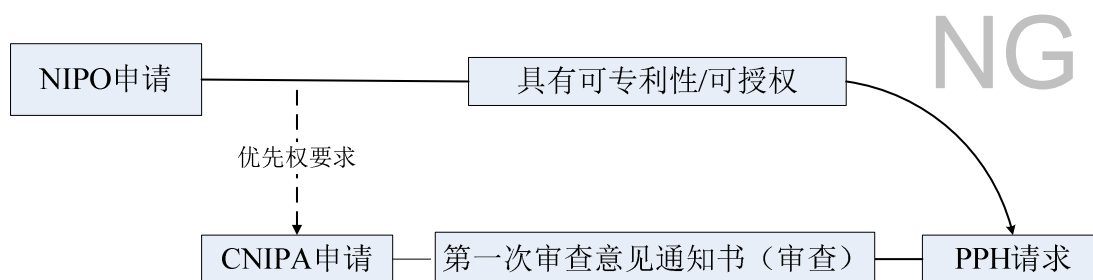 NG
NIPO申请
具有可专利性/可授权
优先权要求
CNIPA申请
第一次审查意见通知书（审查）
PPH请求